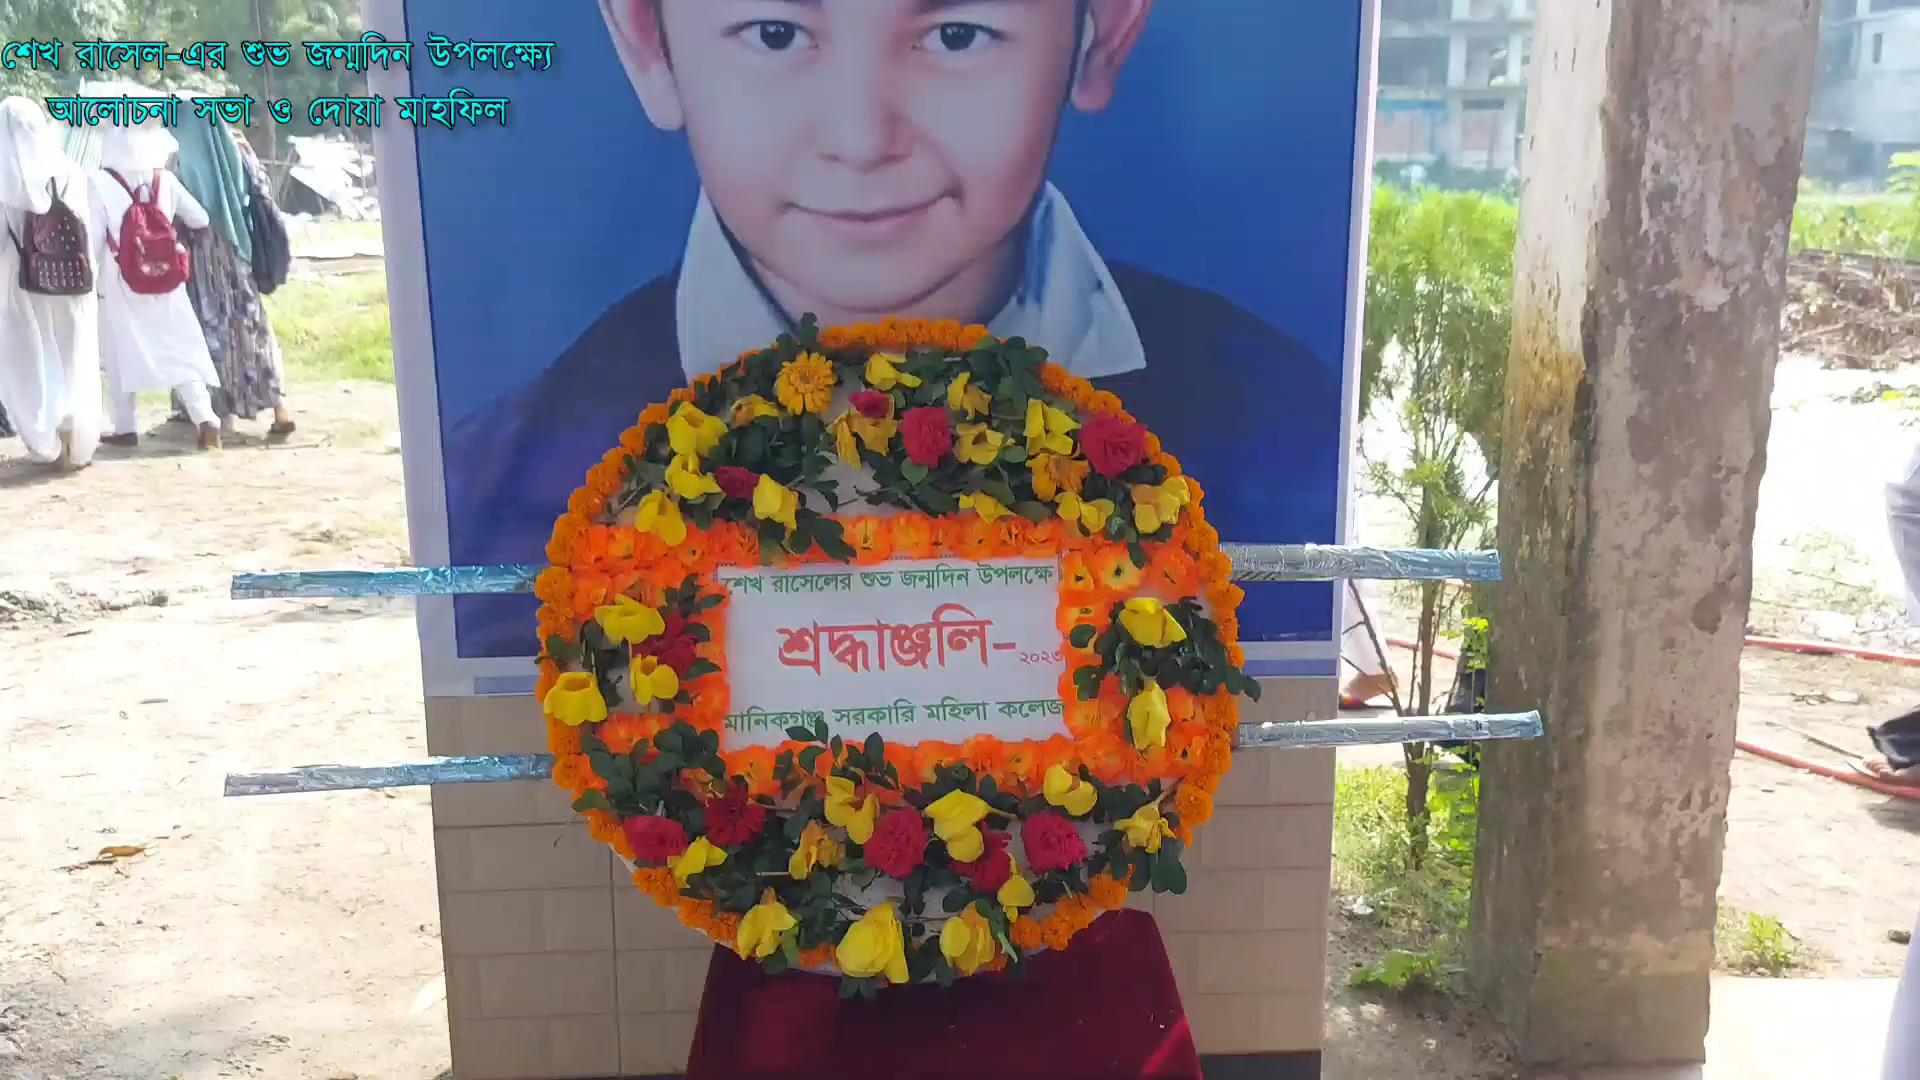 শেখ রাসেল-এর শুভ জন্মদিন উপলক্ষ্যে
আলোচনা সভা ও দোয়া মাহফিল
শেখ রাসেলের শুভ জন্মদিন উপলক্ষে
শ্রদ্ধাঞ্জলি-২০২৩
মানিকগঞ্জ সরকারি মহিলা কলেজ